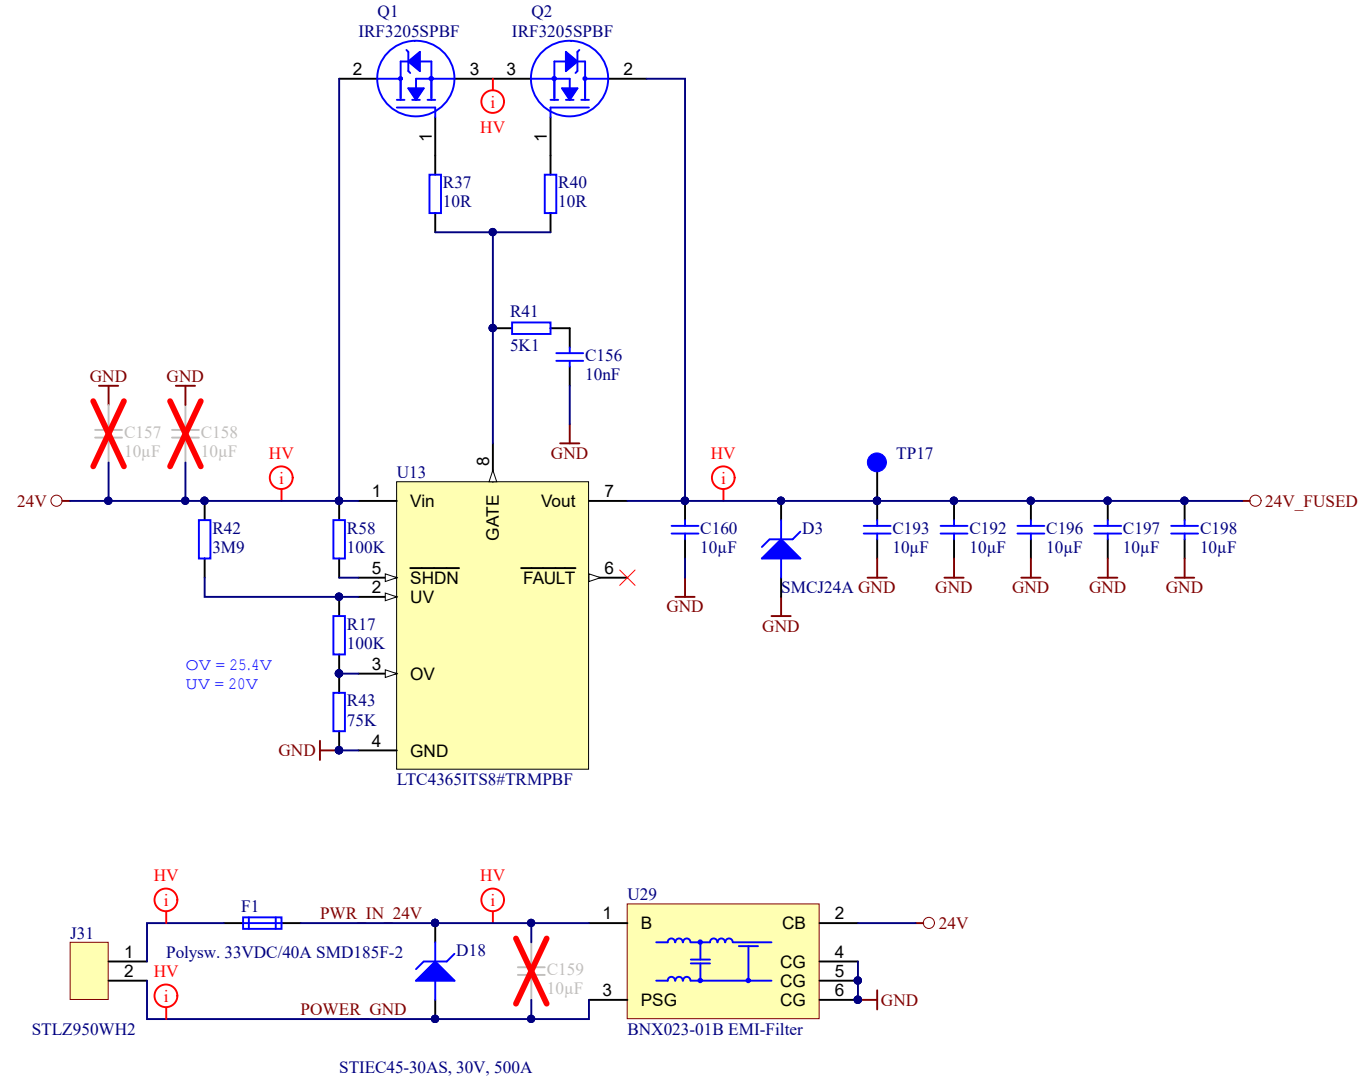 Q1
IRF3205SPBF
Q2
IRF3205SPBF
2
3
3
2
i
HV
1
1
R37
10R
R40
10R
R41
5K1
C156
10nF
GND
GND
GND
C157
10µF
C158
10µF
HV
i
24V
U13
8
1
Vin
GATE
Vout
7
HV
i
TP17
24V_FUSED
R42
3M9
R58
100K
5
SHDN
2
UV
FAULT
6
R17
100K
3
OV
R43
75K
GND
4
GND
LTC4365ITS8#TRMPBF
OV = 25.4V
UV = 20V
C160
10µF
GND
D3
SMCJ24A
GND
C193
10µF
GND
C192
10µF
GND
C196
10µF
GND
C197
10µF
GND
C198
10µF
GND
HV
i
F1
PWR IN 24V
HV
i
J31
1
2
Polysw. 33VDC/40A SMD185F-2
HV
i
D18
C159
10µF
POWER GND
STLZ950WH2
STIEC45-30AS, 30V, 500A
U29
1
B
CB
2
24V
CG
4
CG
5
3
PSG
CG
6
GND
BNX023-01B EMI-Filter